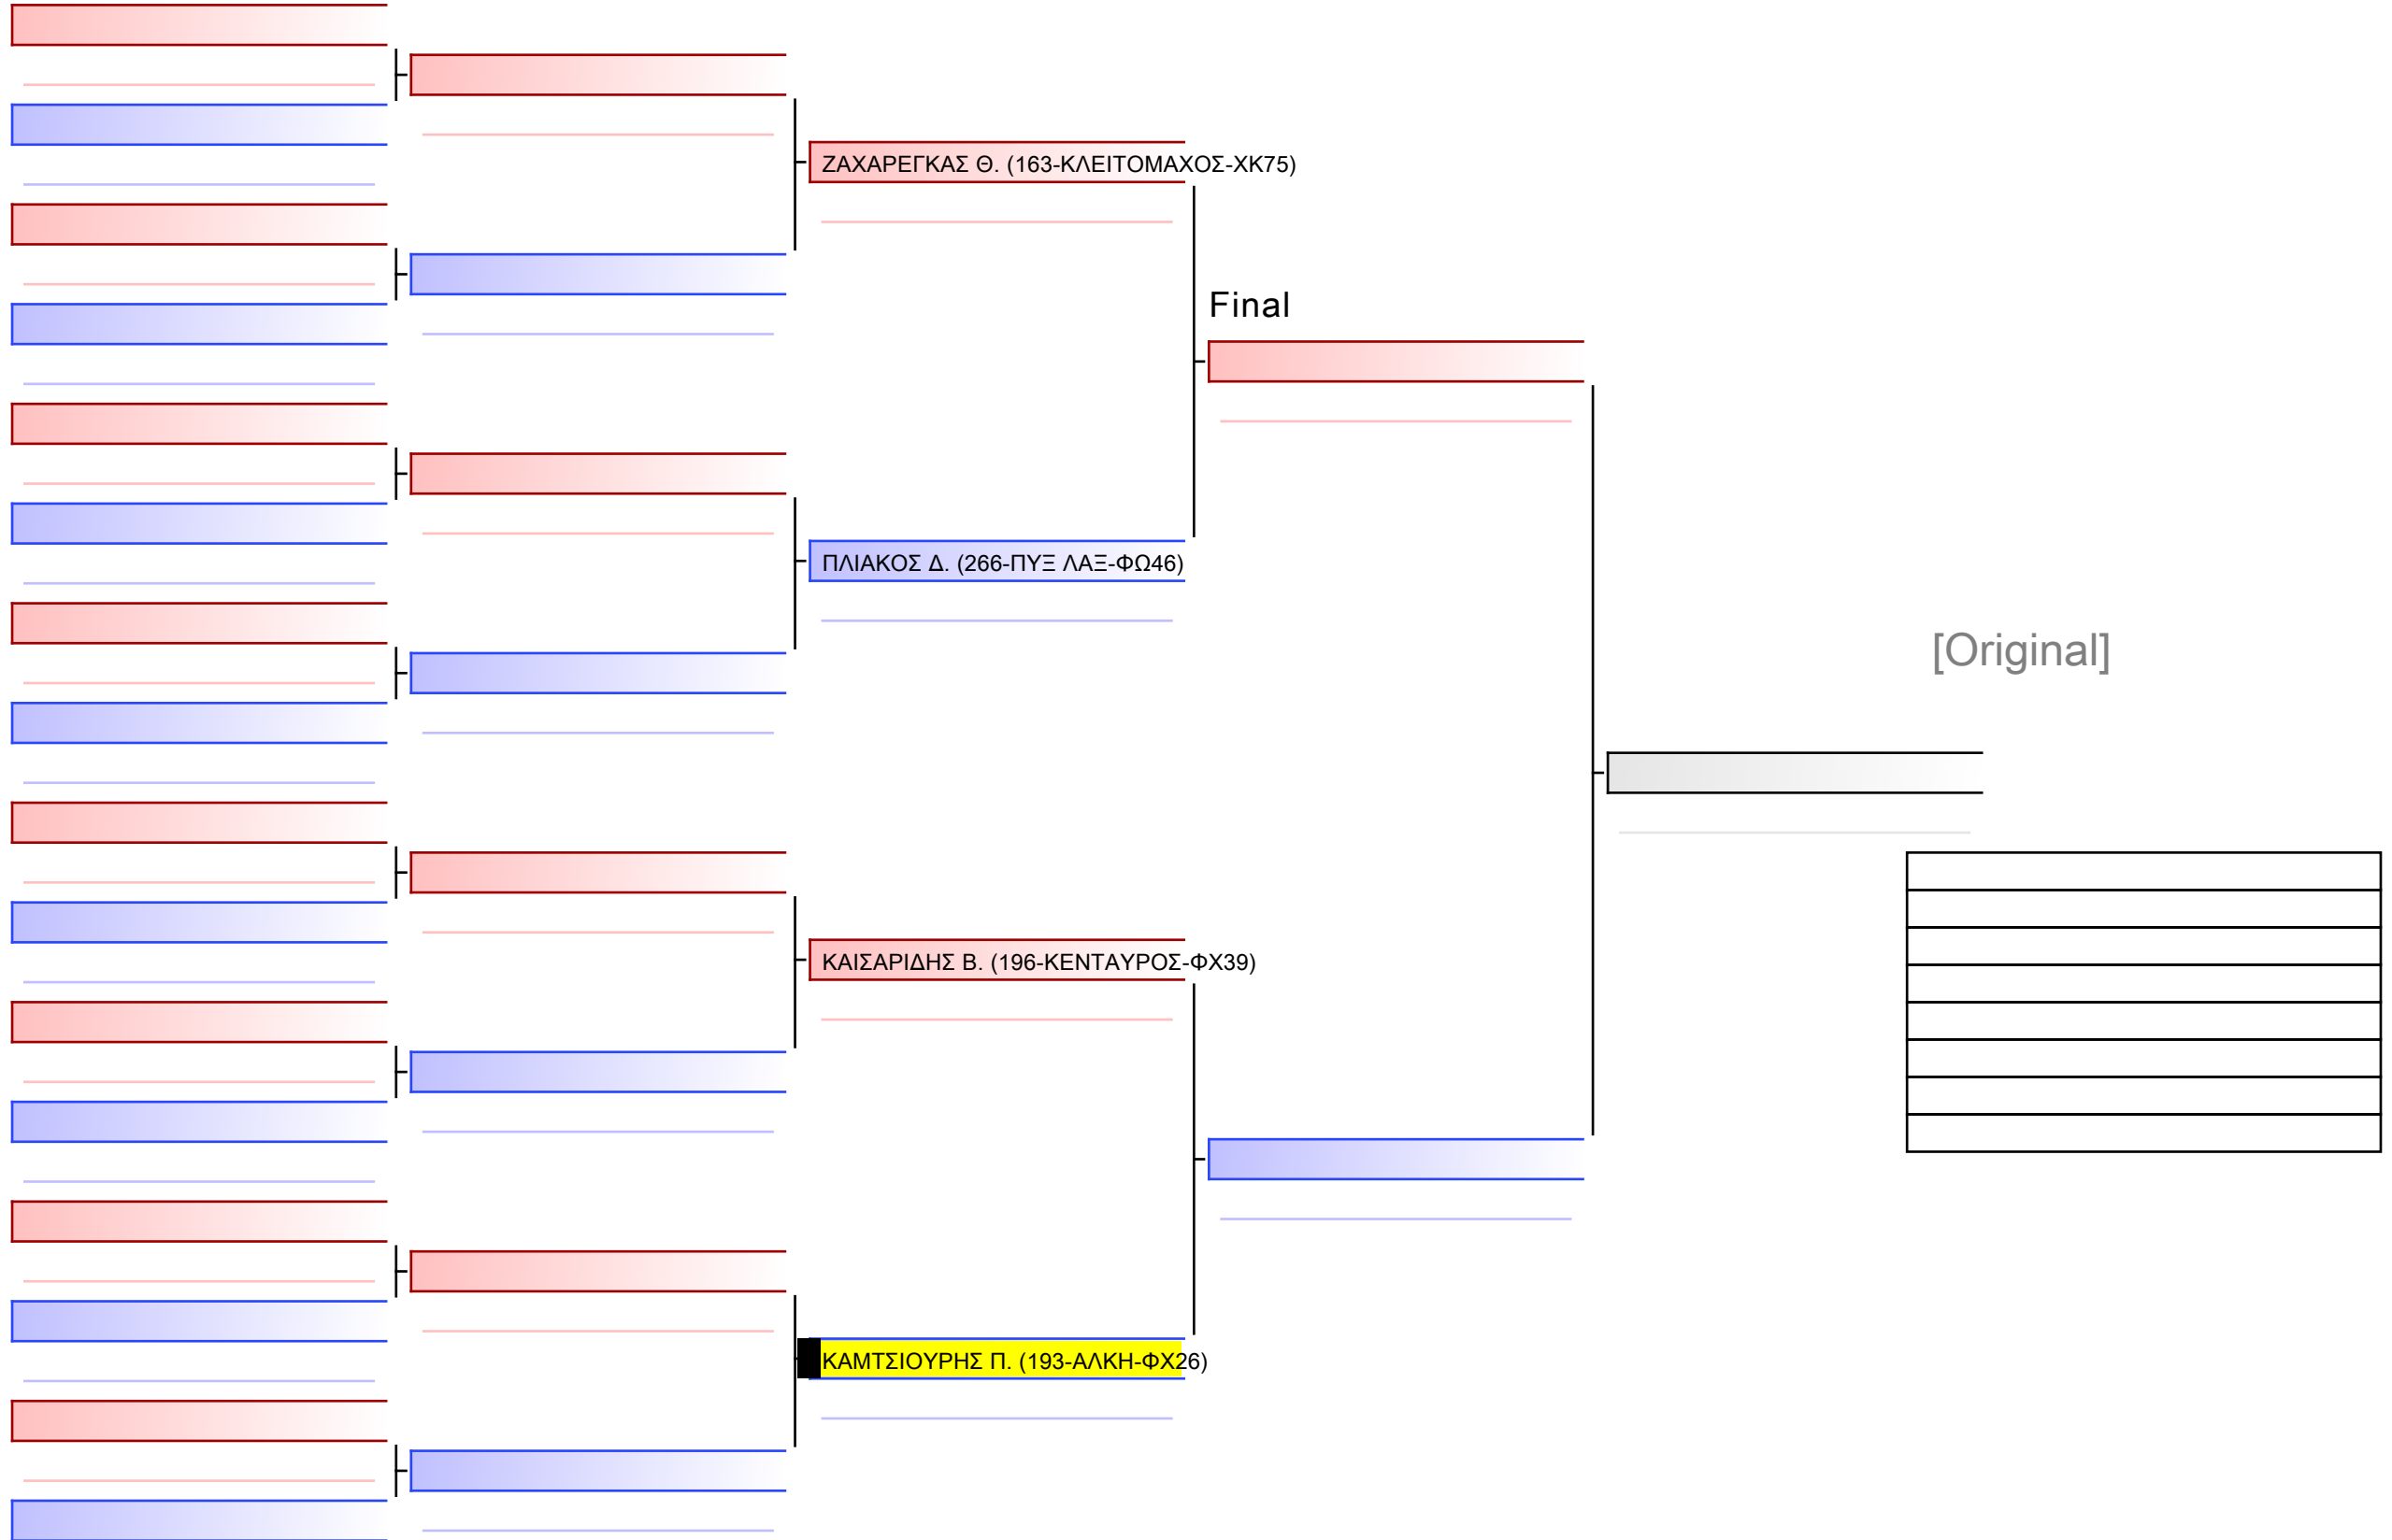 ΖΑΧΑΡΕΓΚΑΣ Θ. (163-ΚΛΕΙΤΟΜΑΧΟΣ-ΧΚ75)
Final
ΠΛΙΑΚΟΣ Δ. (266-ΠΥΞ ΛΑΞ-ΦΩ46)
[Original]
ΚΑΙΣΑΡΙΔΗΣ Β. (196-ΚΕΝΤΑΥΡΟΣ-ΦΧ39)
ΚΑΜΤΣΙΟΥΡΗΣ Π. (193-ΑΛΚΗ-ΦΧ26)